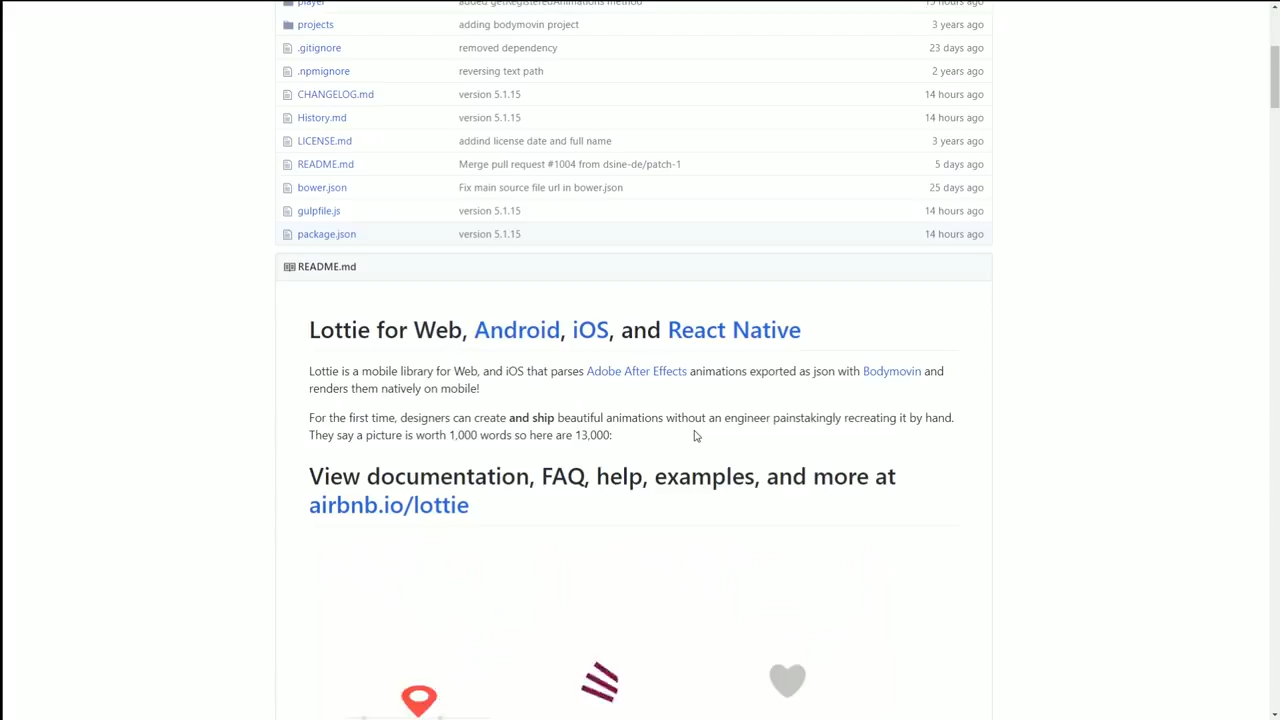 player added getRegisteredAnimations method 15 hours ago
projects adding bodymovin project 3 years ago
.gitignore removed dependency 23 days ago
.npmignore reversing text path 2 years ago
CHANGELOG.md version 5.1.15 14 hours ago
History.md version 5.1.15 14 hours ago
LICENSE.md addind license date and full name 3 years ago
README.md Merge pull request #1004 from dsine-de/patch-1 5 days ago
bower.json Fix main source file url in bower.json 25 days ago
gulpfile.js version 5.1.15 14 hours ago
package.json version 5.1.15 14 hours ago
README.md
Lottie for Web, Android, iOS, and React Native
Lottie is a mobile library for Web, and iOS that parses Adobe After Effects animations exported as json with Bodymovin and
renders them natively on mobile!
For the first time, designers can create and ship beautiful animations without an engineer painstakingly recreating it by hand.
They say a picture is worth 1,000 words so here are 13,000:
View documentation, FAQ, help, examples, and more at
airbnb.io/lottie